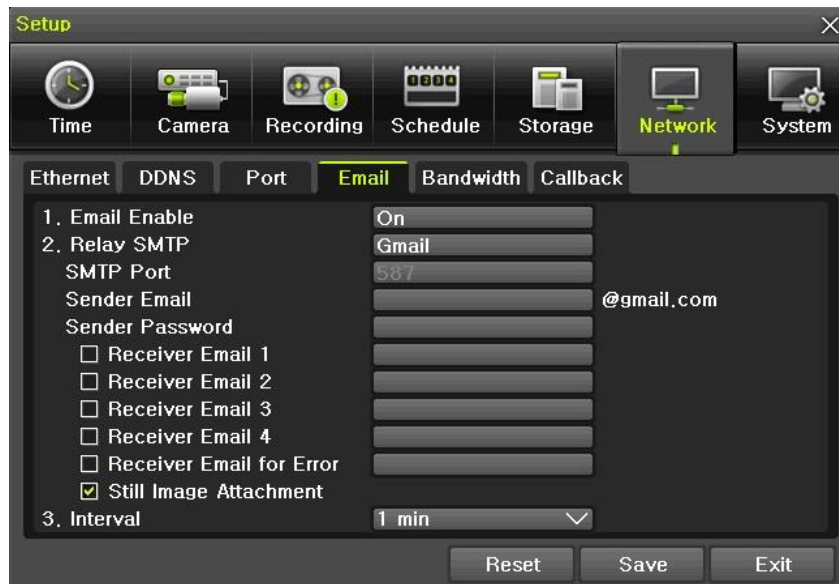 Setup
Time Camera Recording Schedule Storage Network System
Ethernet DDNS Port Email Bandwidth Callback
1. Email Enable On
2. Relay SMTP Gmail
SMTP Port 587
Sender Email @gmail.com
Sender Password
Receiver Email 1
Receiver Email 2
Receiver Email 3
Receiver Email 4
Receiver Email for Error
Still Image Attachment
3. Interval 1 min
Reset Save Exit